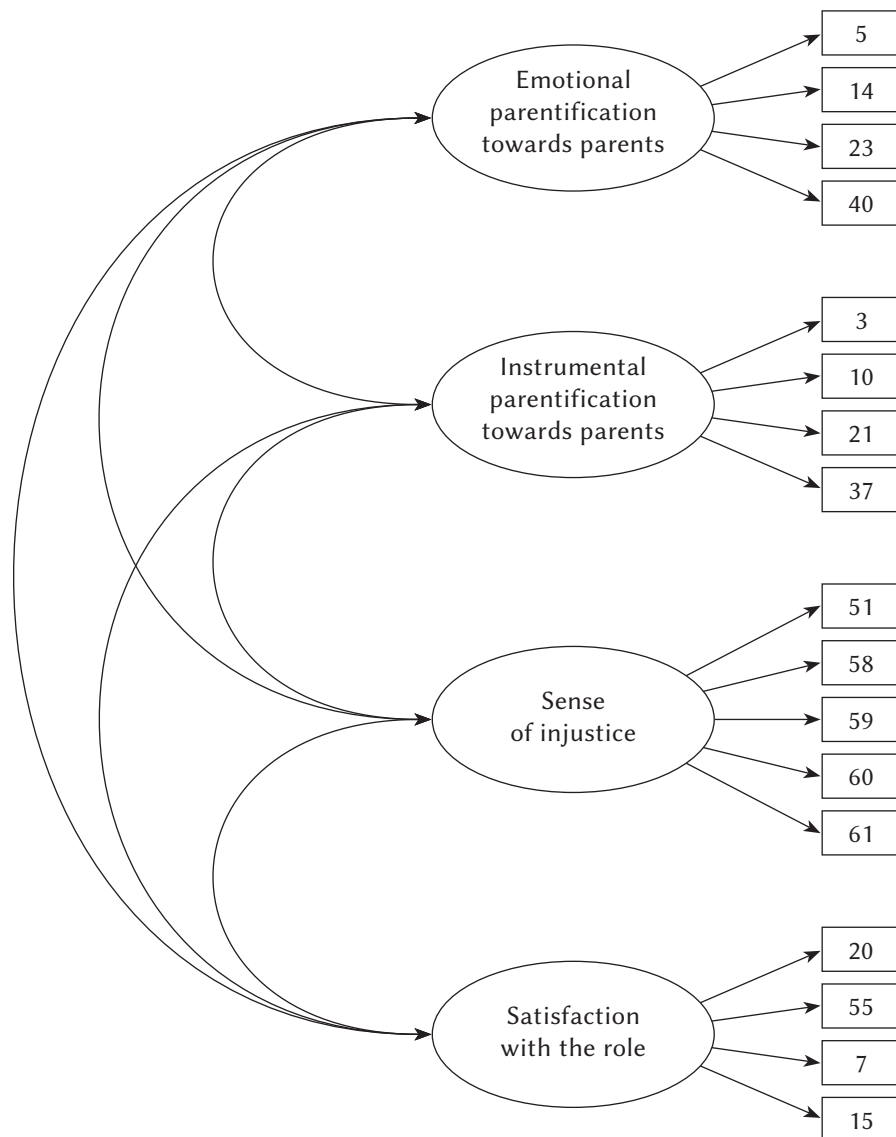 Emotional
parentification
towards parents
5
14
23
40
Instrumental
parentification
towards parents
3
10
21
37
Sense
of injustice
51
58
59
60
61
Satisfaction
with the role
20
55
7
15